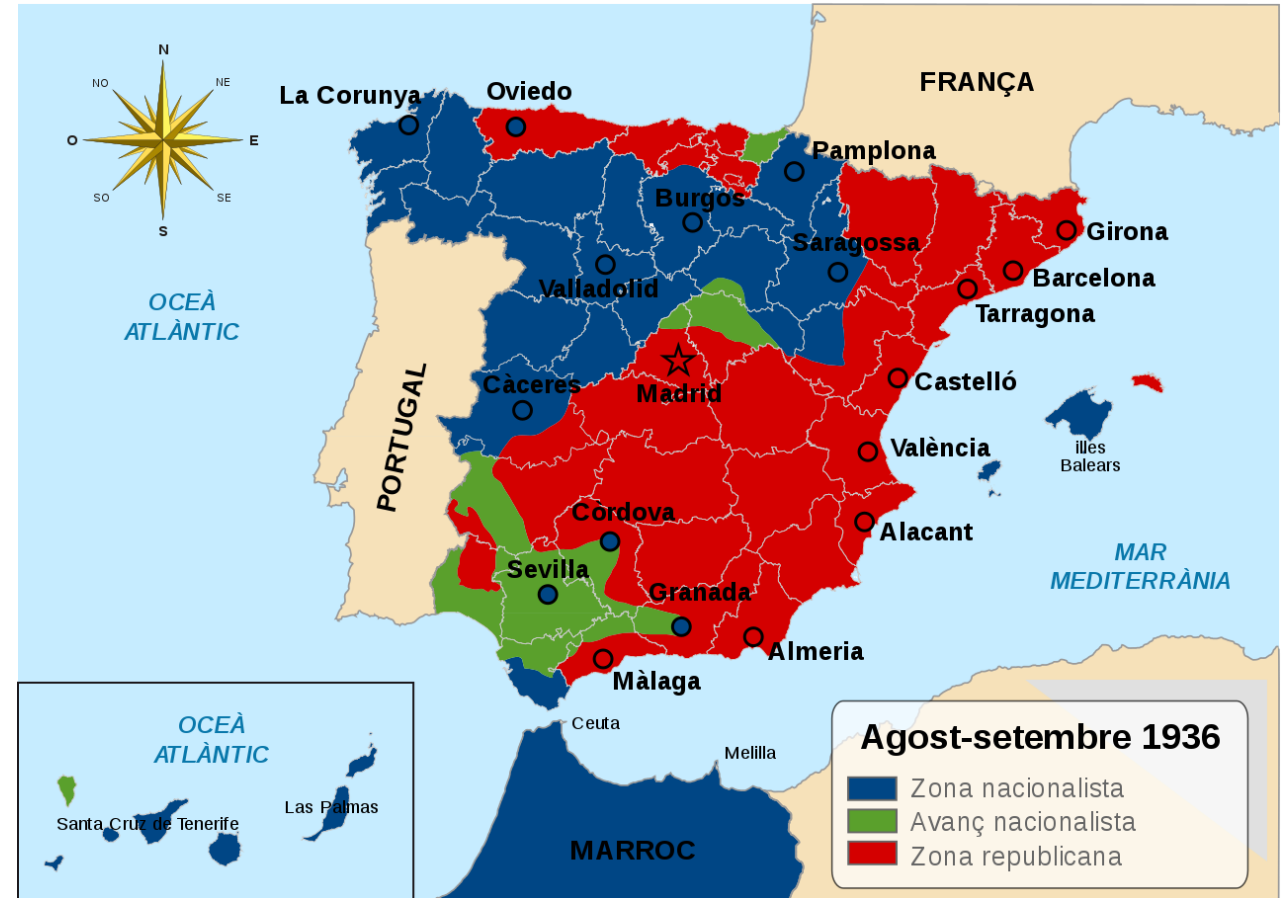 N
NO
NE
O
E
SO
SE
S
La Corunya
Oviedo
FRANÇA
Pamplona
Burgos
Saragossa
Girona
Valladolid
Barcelona
Tarragona
OCEÀ
ATLÀNTIC
PORTUGAL
Càceres
Madrid
Castelló
València
illes
Balears
Còrdova
Alacant
MAR
MEDITERRÀNIA
Sevilla
Granada
Almeria
Màlaga
Ceuta
Melilla
MARROC
OCEÀ
ATLÀNTIC
Las Palmas
Santa Cruz de Tenerife
Agost-setembre 1936
Zona nacionalista
Avanç nacionalista
Zona republicana